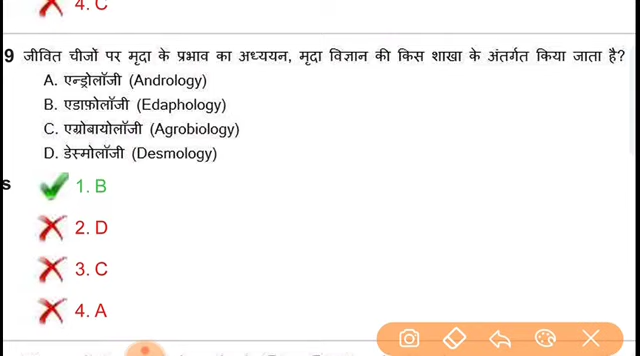 4. C
9 जीवित चीजों पर मृदा के प्रभाव का अध्ययन, मृदा विज्ञान की किस शाखा के अंतर्गत किया जाता है?
A. एन्ड्रोलॉजी (Andrology)
B. एडाफ़ोलॉजी (Edaphology)
C. एग्रोबायोलॉजी (Agrobiology)
D. डेस्मोलॉजी (Desmology)
s
1. B
2. D
3. C
4. A